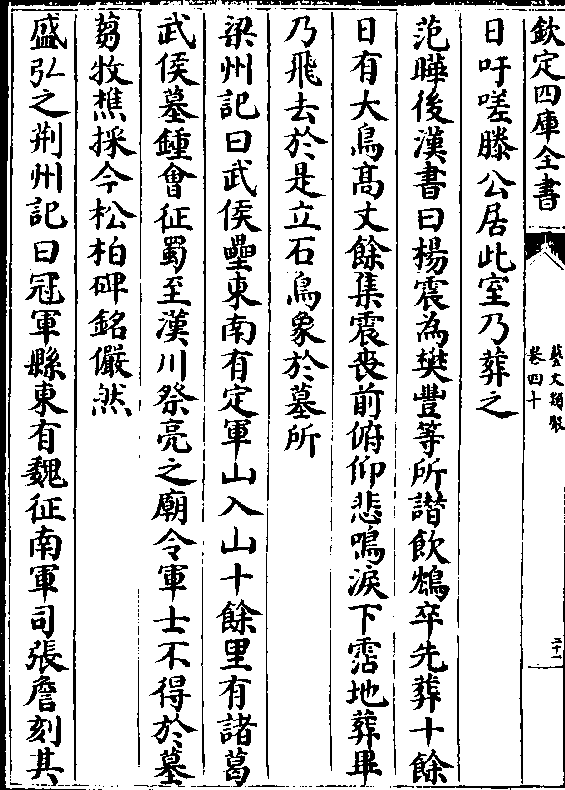 欽定四庫全書
藝文類聚
卷四十
二十一
日吁嗟滕公居此室乃葬之
范曄後漢書曰楊震為樊豐等所譖飲鴆卒先葬十餘
日有大鳥髙丈餘集震喪前俯仰悲鳴淚下霑地葬畢
乃飛去於是立石鳥象於墓所
梁州記曰武侯壘東南有定軍山入山十餘里有諸葛
武侯墓鍾會征蜀至漢川祭亮之廟令軍士不得於墓
蒭牧樵採今松柏碑銘儼然
盛弘之荆州記曰冠軍縣東有魏征南軍司張詹刻其